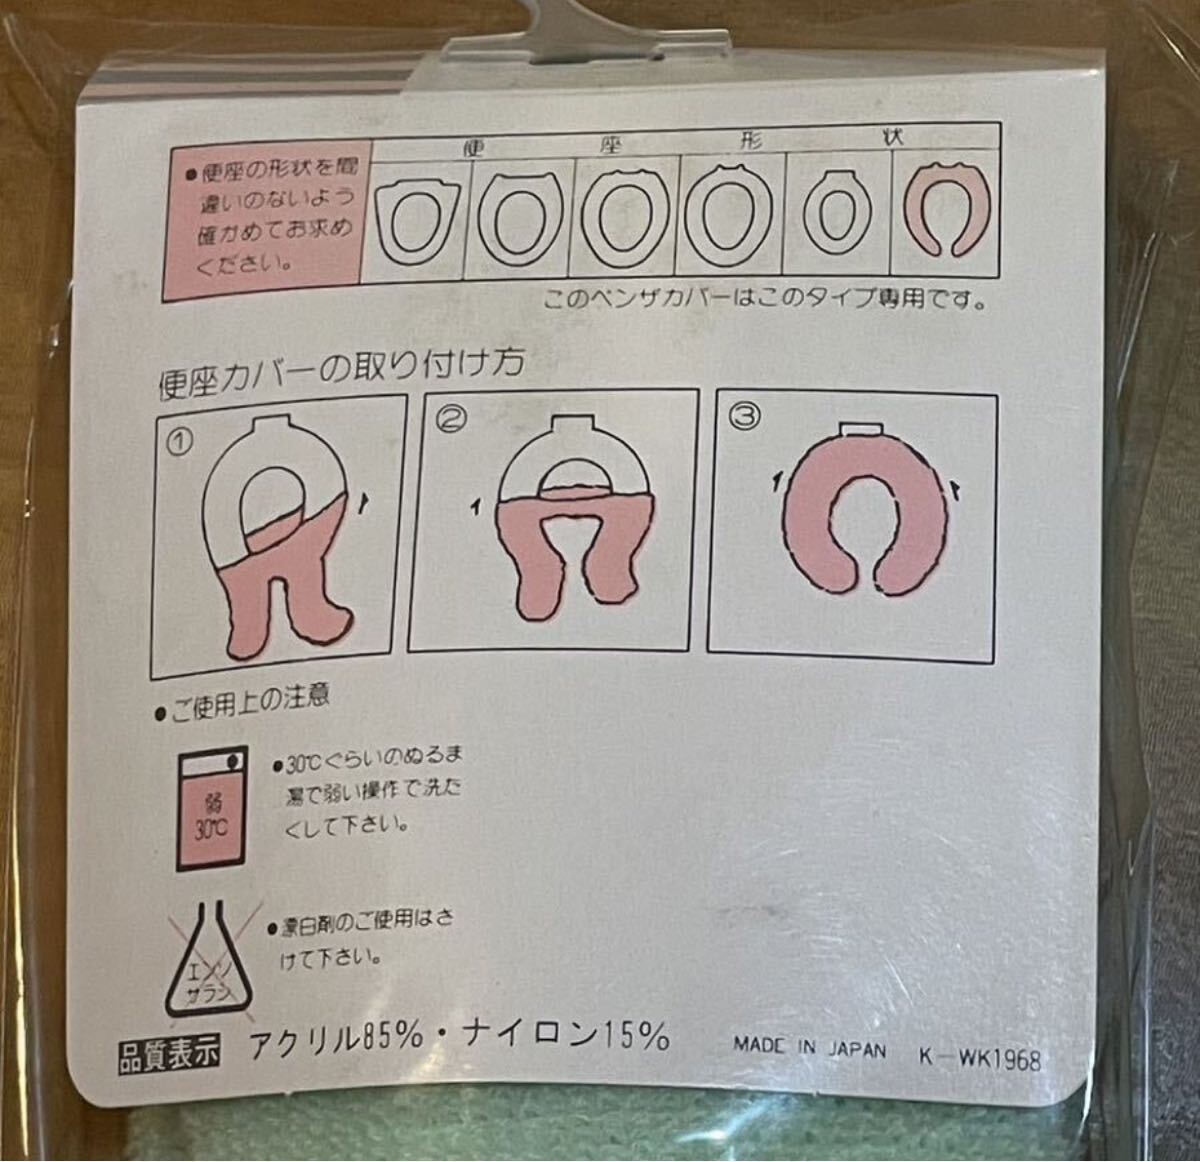 ●便座の形状を間
違いのないよう
確かめてお求め
ください。
便座形状
このベンザカバーはこのタイプ専用です。
便座カバーの取り付け方
①
②
③
●ご使用上の注意
弱
30℃
●30℃ぐらいのぬるま
湯で弱い操作で洗た
くして下さい。
エンソ
サラシ
●漂白剤のご使用はさ
けて下さい。
品質表示 アクリル85%・ナイロン15%
MADE IN JAPAN K-WK1968